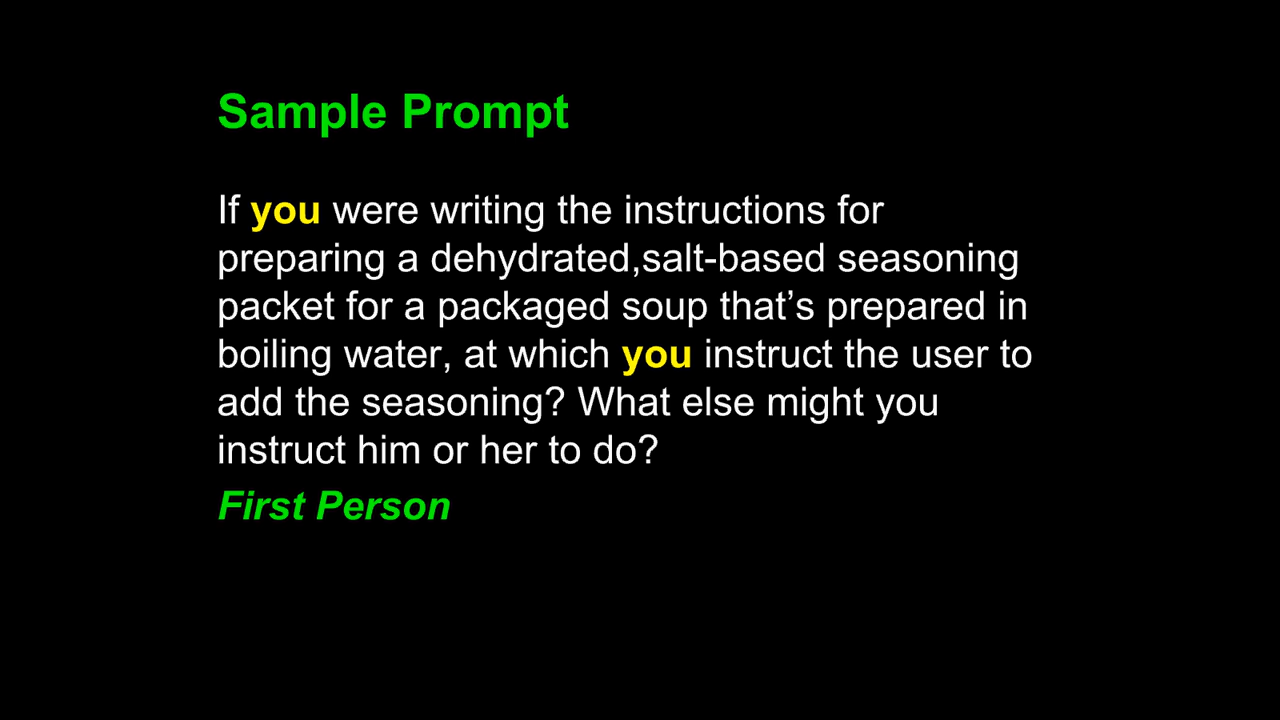 Sample Prompt
If you were writing the instructions for
preparing a dehydrated,salt-based seasoning
packet for a packaged soup that’s prepared in
boiling water, at which you instruct the user to
add the seasoning? What else might you
instruct him or her to do?
First Person